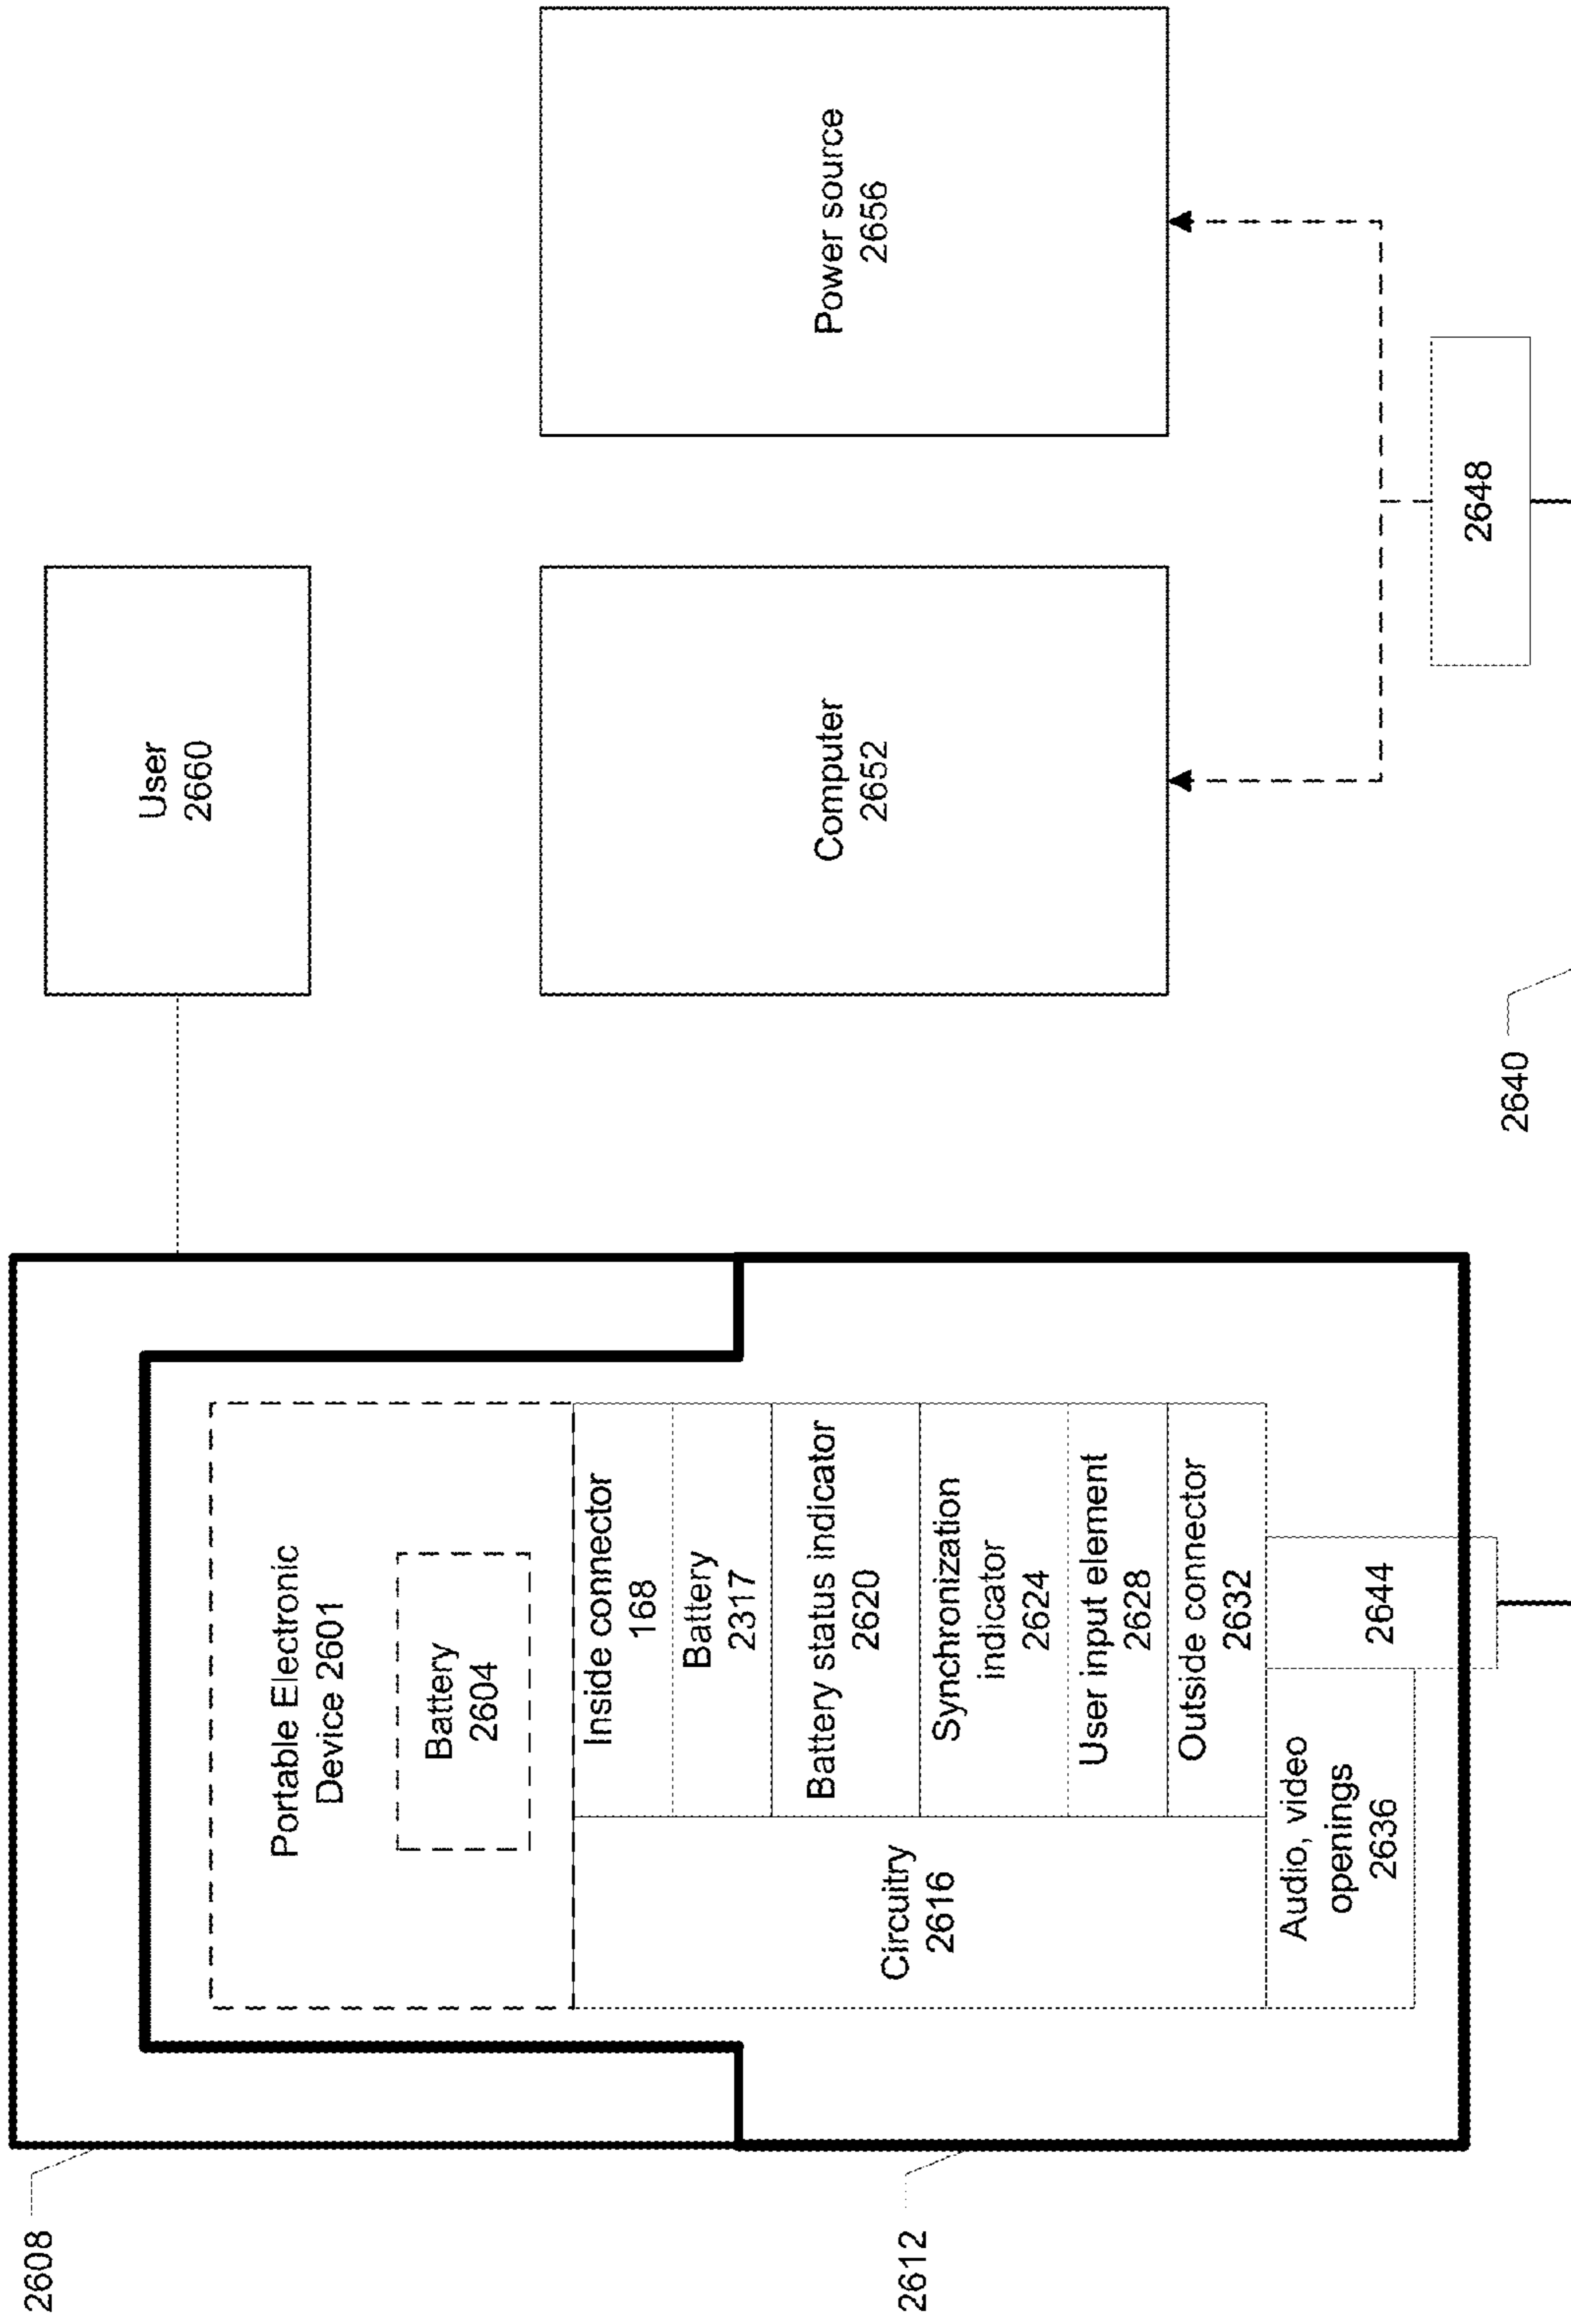 2608
2612
Portable Electronic
Device 2601
Battery
2604
Circuitry
2616
Inside connector
168
Battery
2317
Battery status indicator
2620
Synchronization
indicator
2624
User input element
2628
Outside connector
2632
Audio, video
openings
2636
2644
User
2660
Computer
2652
Power source
2656
2640
2648